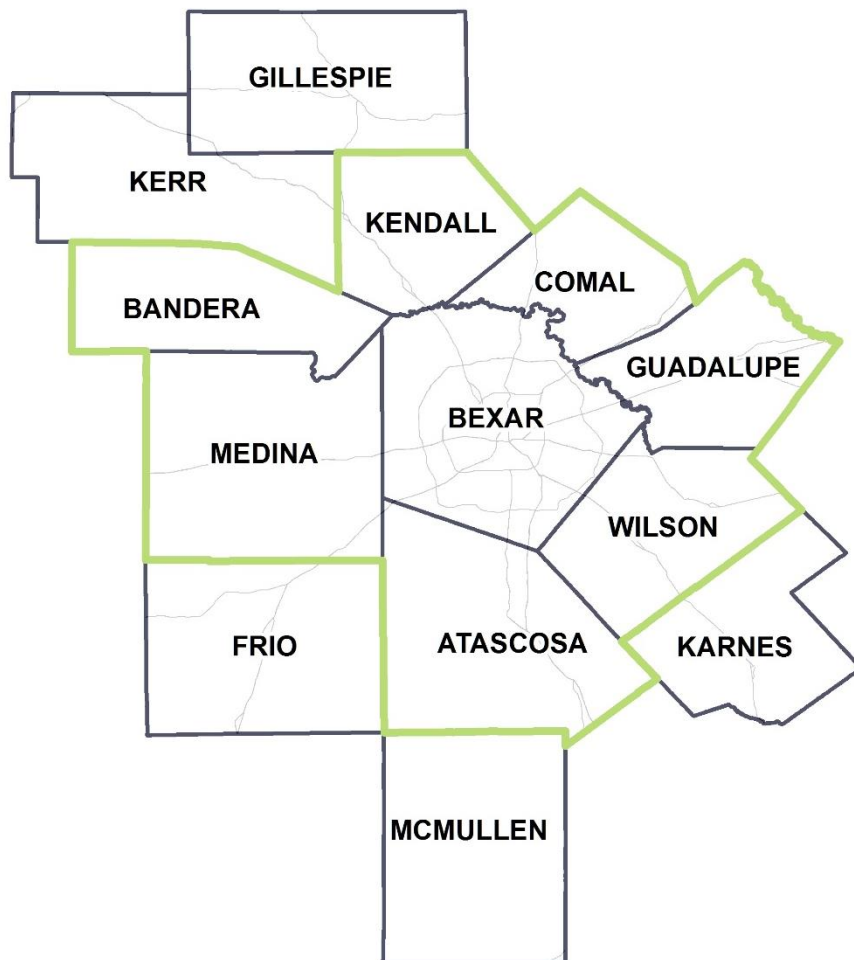 GILLESPIE
KERR
KENDALL
COMAL
BANDERA
GUADALUPE
BEXAR
MEDINA
WILSON
FRIO
ATASCOSA
KARNES
MCMULLEN